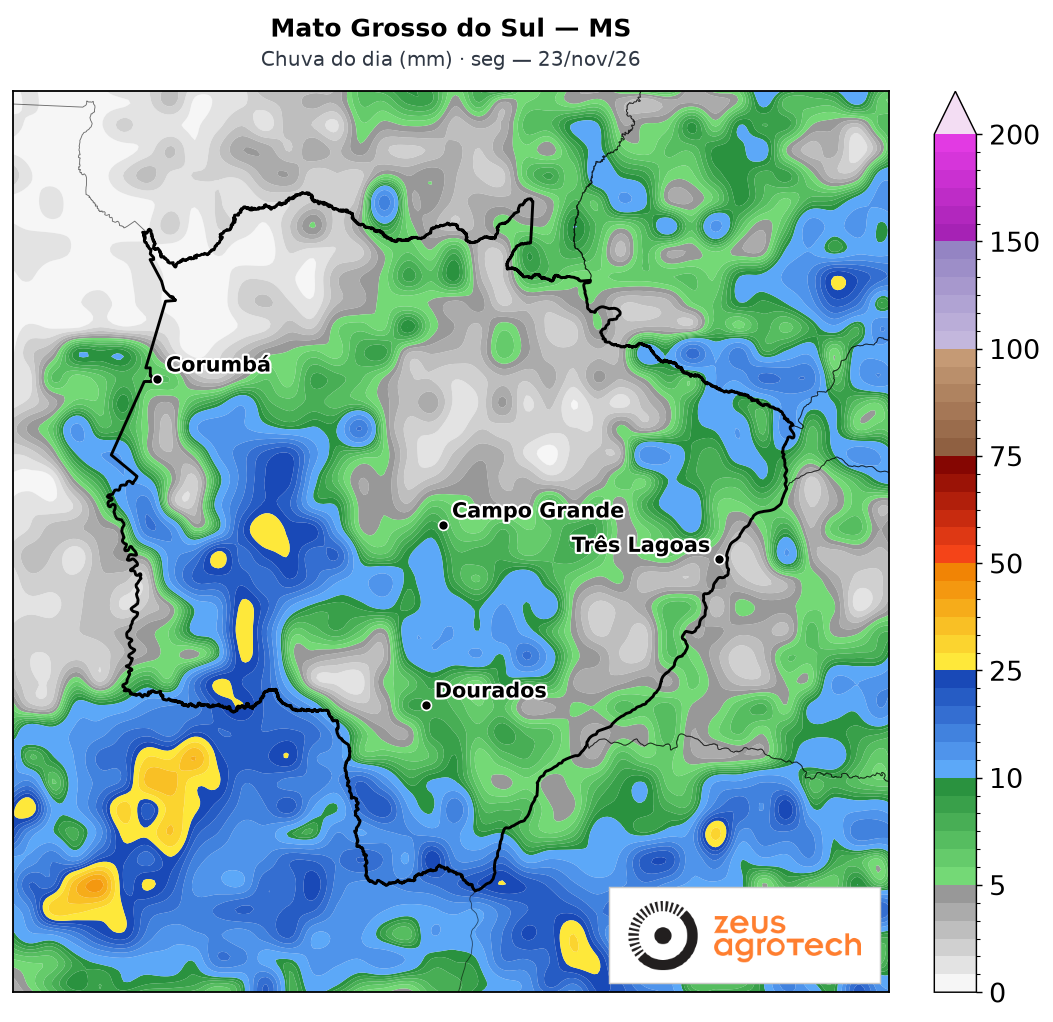 Mato Grosso do Sul — MS
Chuva do dia (mm) · seg — 23/nov/26
200
150
100
75
50
25
10
5
0
Corumbá
Campo Grande
Três Lagoas
Dourados
zeus
agrotech